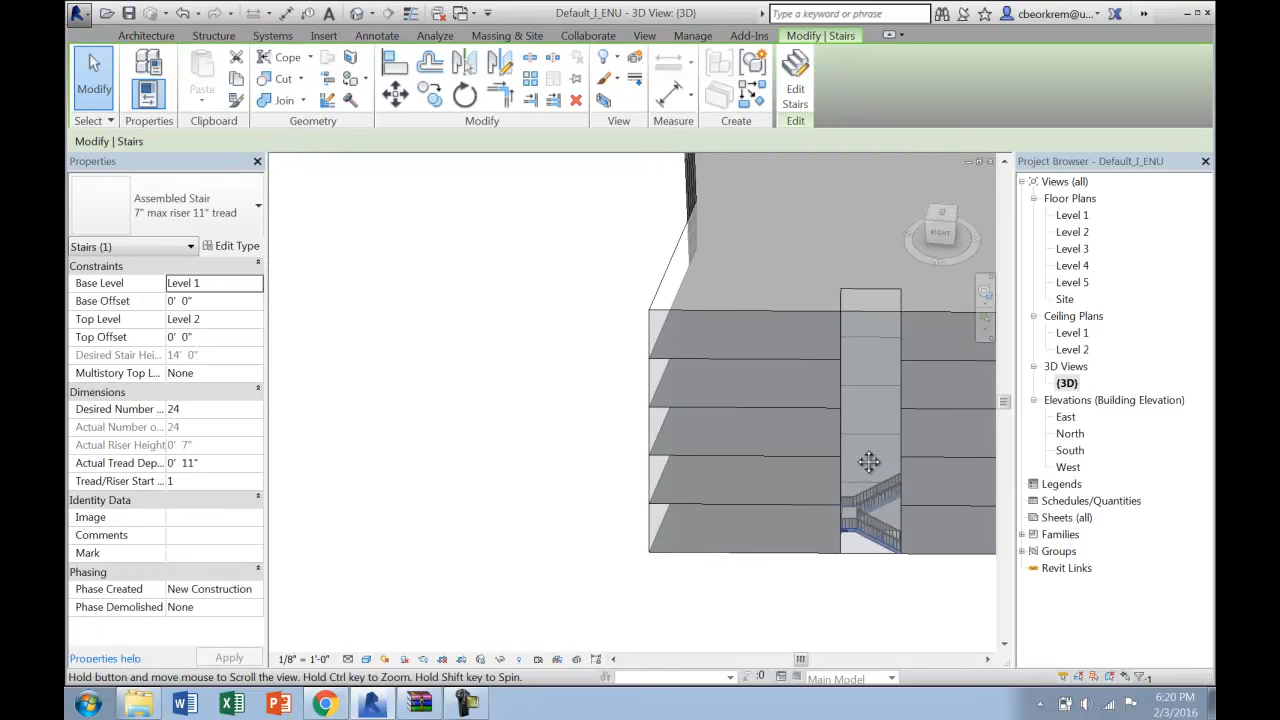 Default_I_ENU - 3D View: {3D}
Type a keyword or phrase
cbeorkrem@u...
Architecture
Structure
Systems
Insert
Annotate
Analyze
Massing & Site
Collaborate
View
Manage
Add-Ins
Modify | Stairs
Modify
Paste
Cope
Cut
Join
Edit
Stairs
Select
Properties
Clipboard
Geometry
Modify
View
Measure
Create
Edit
Modify | Stairs
Properties
Assembled Stair
7" max riser 11" tread
Stairs (1)
Edit Type
Constraints
Base Level Level 1
Base Offset 0' 0"
Top Level Level 2
Top Offset 0' 0"
Desired Stair Hei... 14' 0"
Multistory Top L... None
Dimensions
Desired Number ... 24
Actual Number o... 24
Actual Riser Height 0' 7"
Actual Tread Dep... 0' 11"
Tread/Riser Start ... 1
Identity Data
Image
Comments
Mark
Phasing
Phase Created New Construction
Phase Demolished None
Properties help
Apply
RIGHT
1/8" = 1'-0"
Project Browser - Default_I_ENU
Views (all)
Floor Plans
Level 1
Level 2
Level 3
Level 4
Level 5
Site
Ceiling Plans
Level 1
Level 2
3D Views
{3D}
Elevations (Building Elevation)
East
North
South
West
Legends
Schedules/Quantities
Sheets (all)
Families
Groups
Revit Links
Hold button and move mouse to Scroll the view. Hold Ctrl key to Zoom. Hold Shift key to Spin.
:0
Main Model
:1
6:20 PM
2/3/2016